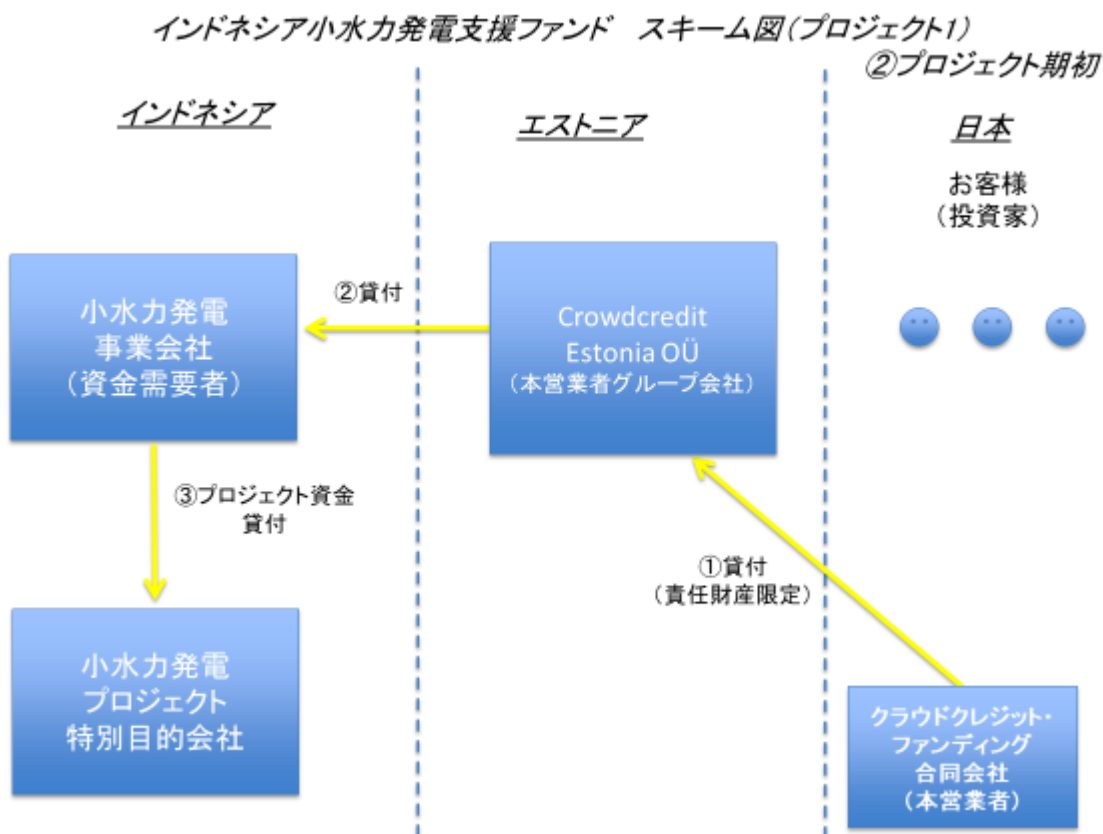 インドネシア小水力発電支援ファンド　スキーム図(プロジェクト1)
②プロジェクト期初
インドネシア
エストニア
日本
お客様
（投資家）
小水力発電
事業会社
（資金需要者）
②貸付
Crowdcredit
Estonia OÜ
（本営業者グループ会社）
③プロジェクト資金
貸付
①貸付
（責任財産限定）
小水力発電
プロジェクト
特別目的会社
クラウドクレジット・
ファンディング
合同会社
（本営業者）